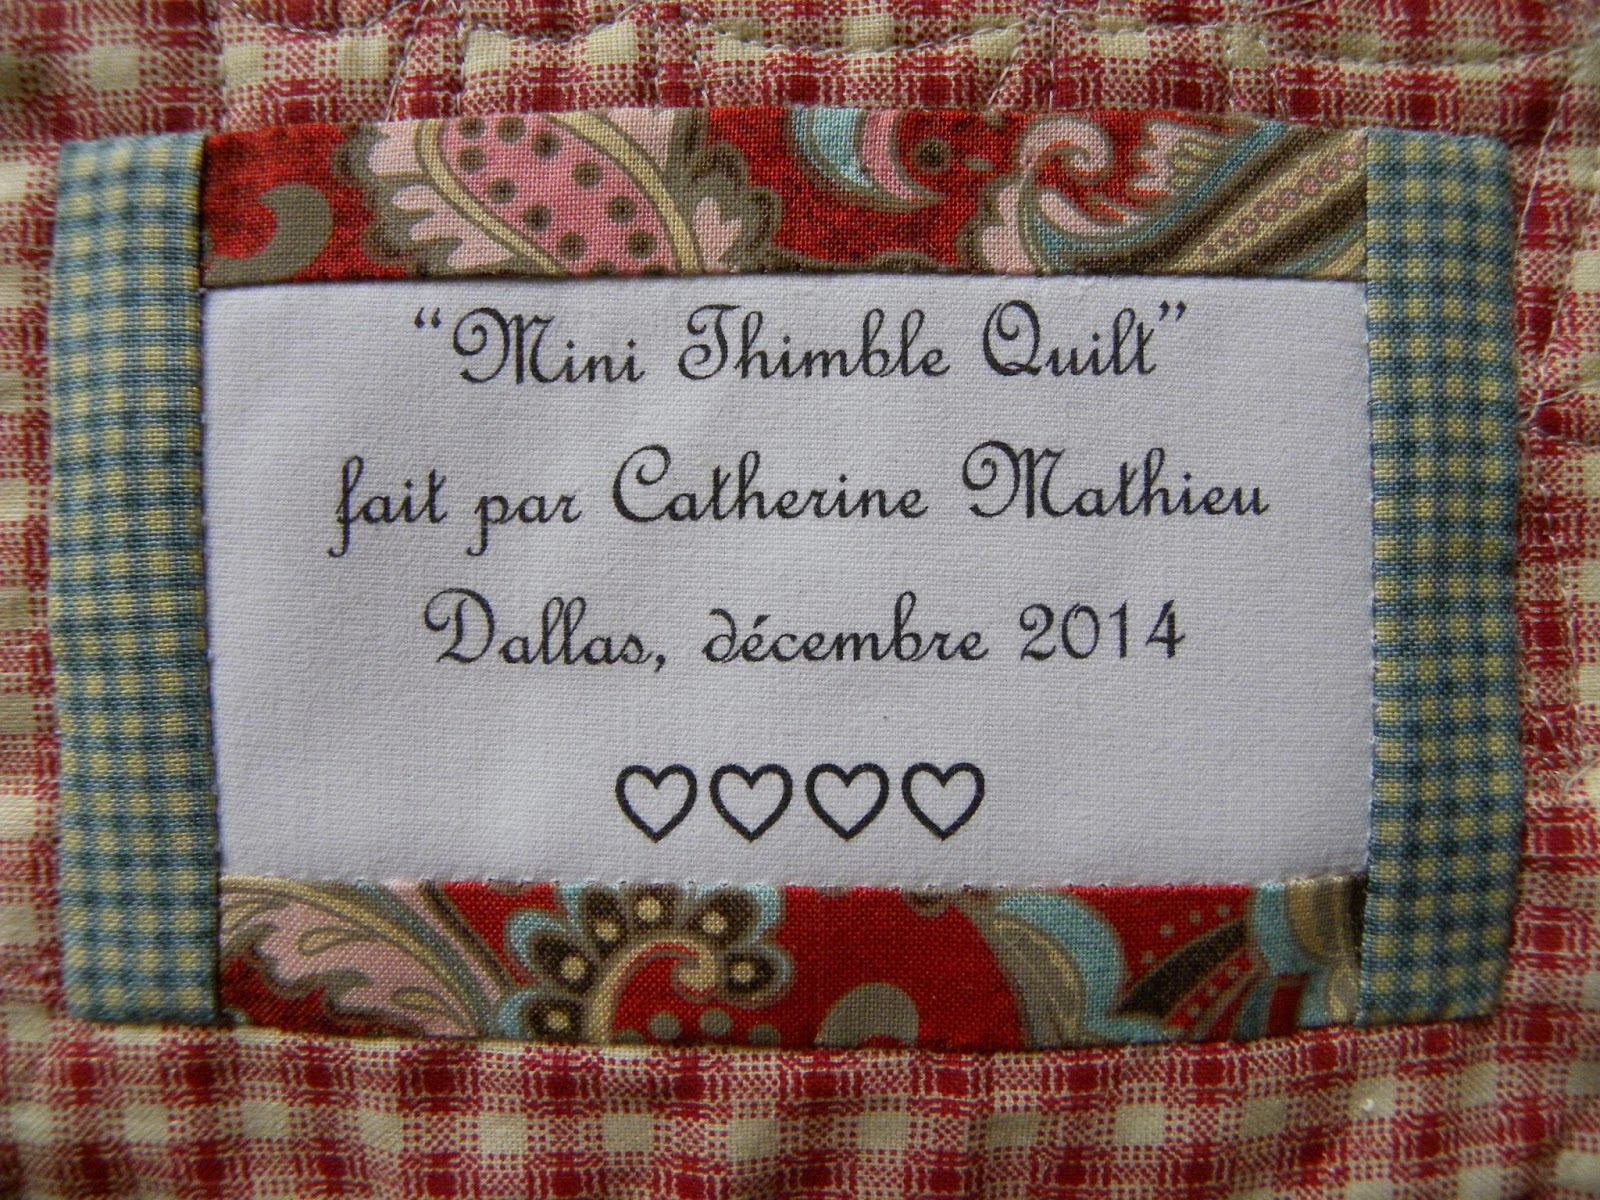 “Mini Thimble Quilt”
fait par Catherine Mathieu
Dallas, décembre 2014
♡♡♡♡